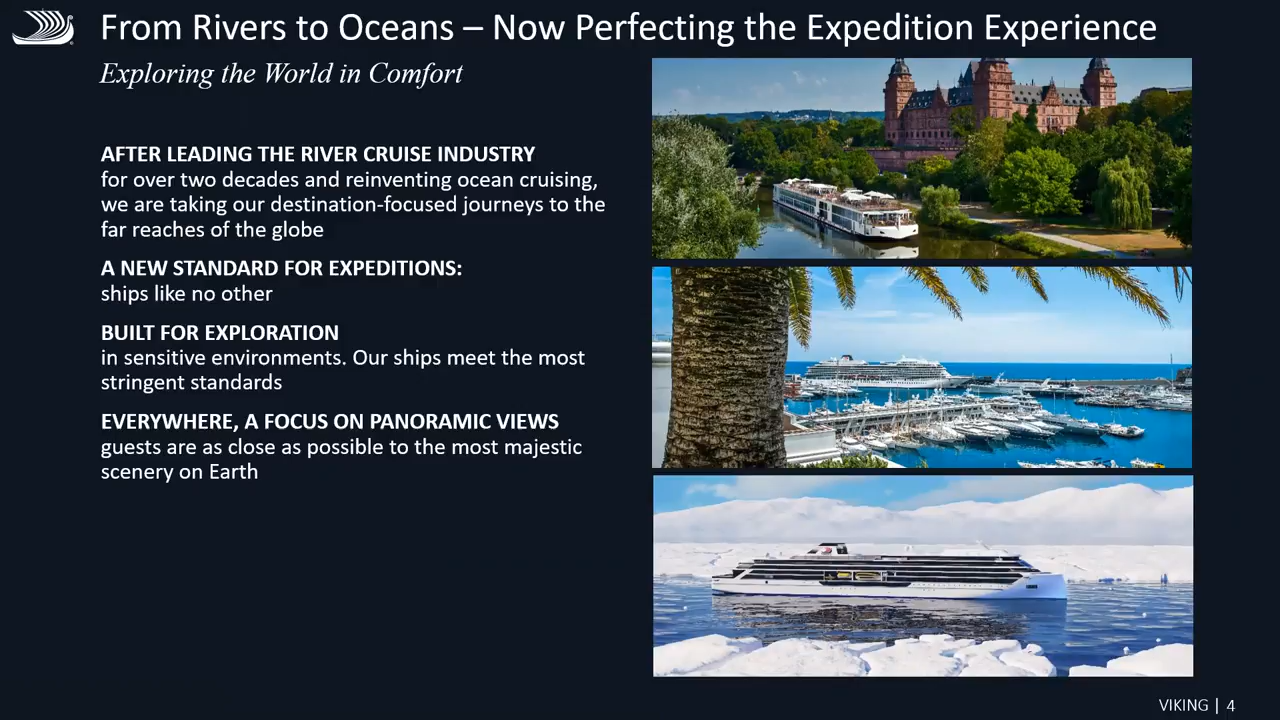 From Rivers to Oceans – Now Perfecting the Expedition Experience
Exploring the World in Comfort
AFTER LEADING THE RIVER CRUISE INDUSTRY
for over two decades and reinventing ocean cruising,
we are taking our destination-focused journeys to the
far reaches of the globe
A NEW STANDARD FOR EXPEDITIONS:
ships like no other
BUILT FOR EXPLORATION
in sensitive environments. Our ships meet the most
stringent standards
EVERYWHERE, A FOCUS ON PANORAMIC VIEWS
guests are as close as possible to the most majestic
scenery on Earth
VIKING | 4